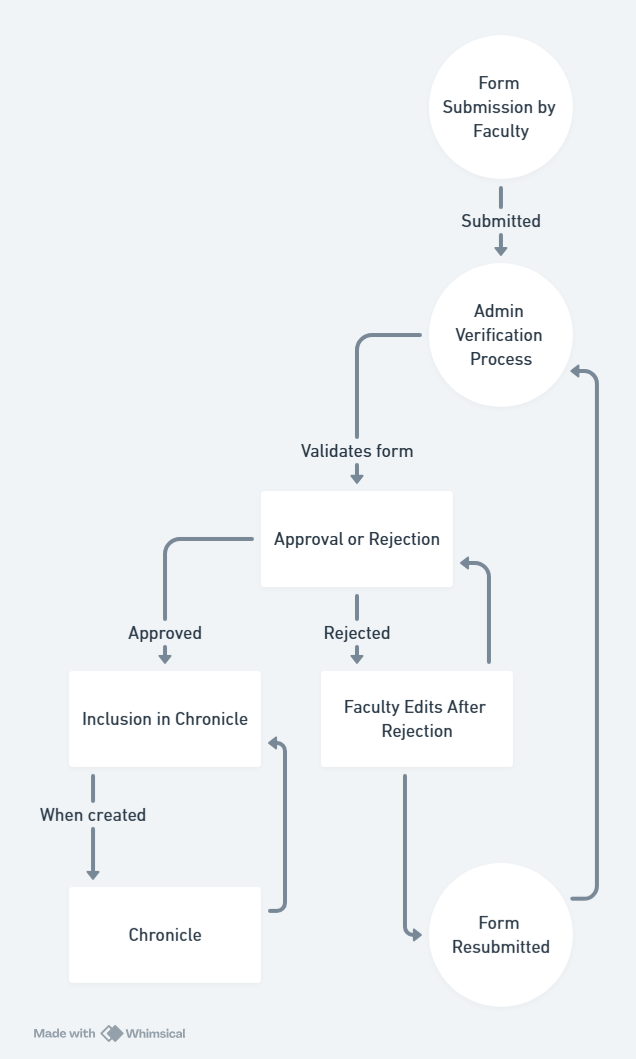 Form
Submission by
Faculty
Submitted
Admin
Verification
Process
Validates form
Approval or Rejection
Approved
Rejected
Inclusion in Chronicle
Faculty Edits After
Rejection
When created
Chronicle
Form
Resubmitted
Made with Whimsical